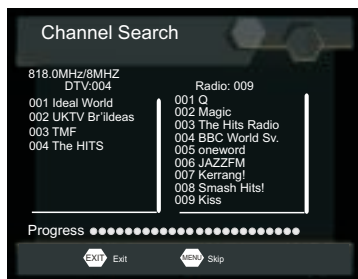 Channel Search
818.0MHz/8MHZ
DTV:004
001 Ideal World
002 UKTV Br'ildeas
003 TMF
004 The HITS
Radio: 009
001 Q
002 Magic
003 The Hits Radio
004 BBC World Sv.
005 oneword
006 JAZZFM
007 Kerrang!
008 Smash Hits!
009 Kiss
Progress
EXIT Exit
MENU Skip